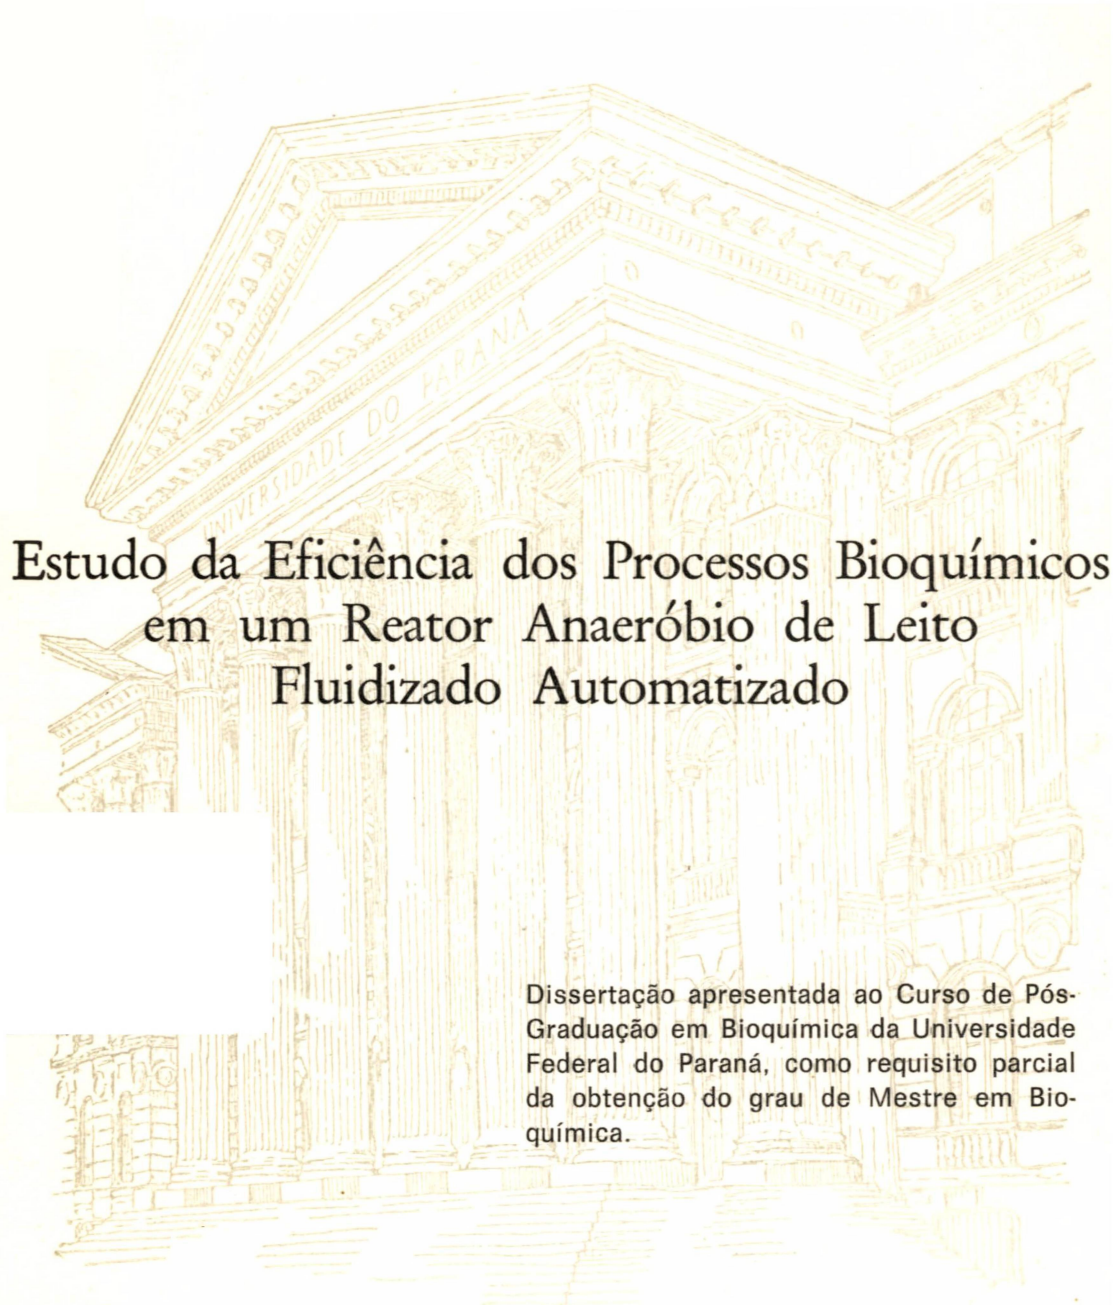 UNIVERSIDADE DO PARANÁ
Estudo da Eficiência dos Processos Bioquímicos
em um Reator Anaeróbio de Leito
Fluidizado Automatizado
Dissertação apresentada ao Curso de Pós-
Graduação em Bioquímica da Universidade
Federal do Paraná, como requisito parcial
da obtenção do grau de Mestre em Bio-
química.